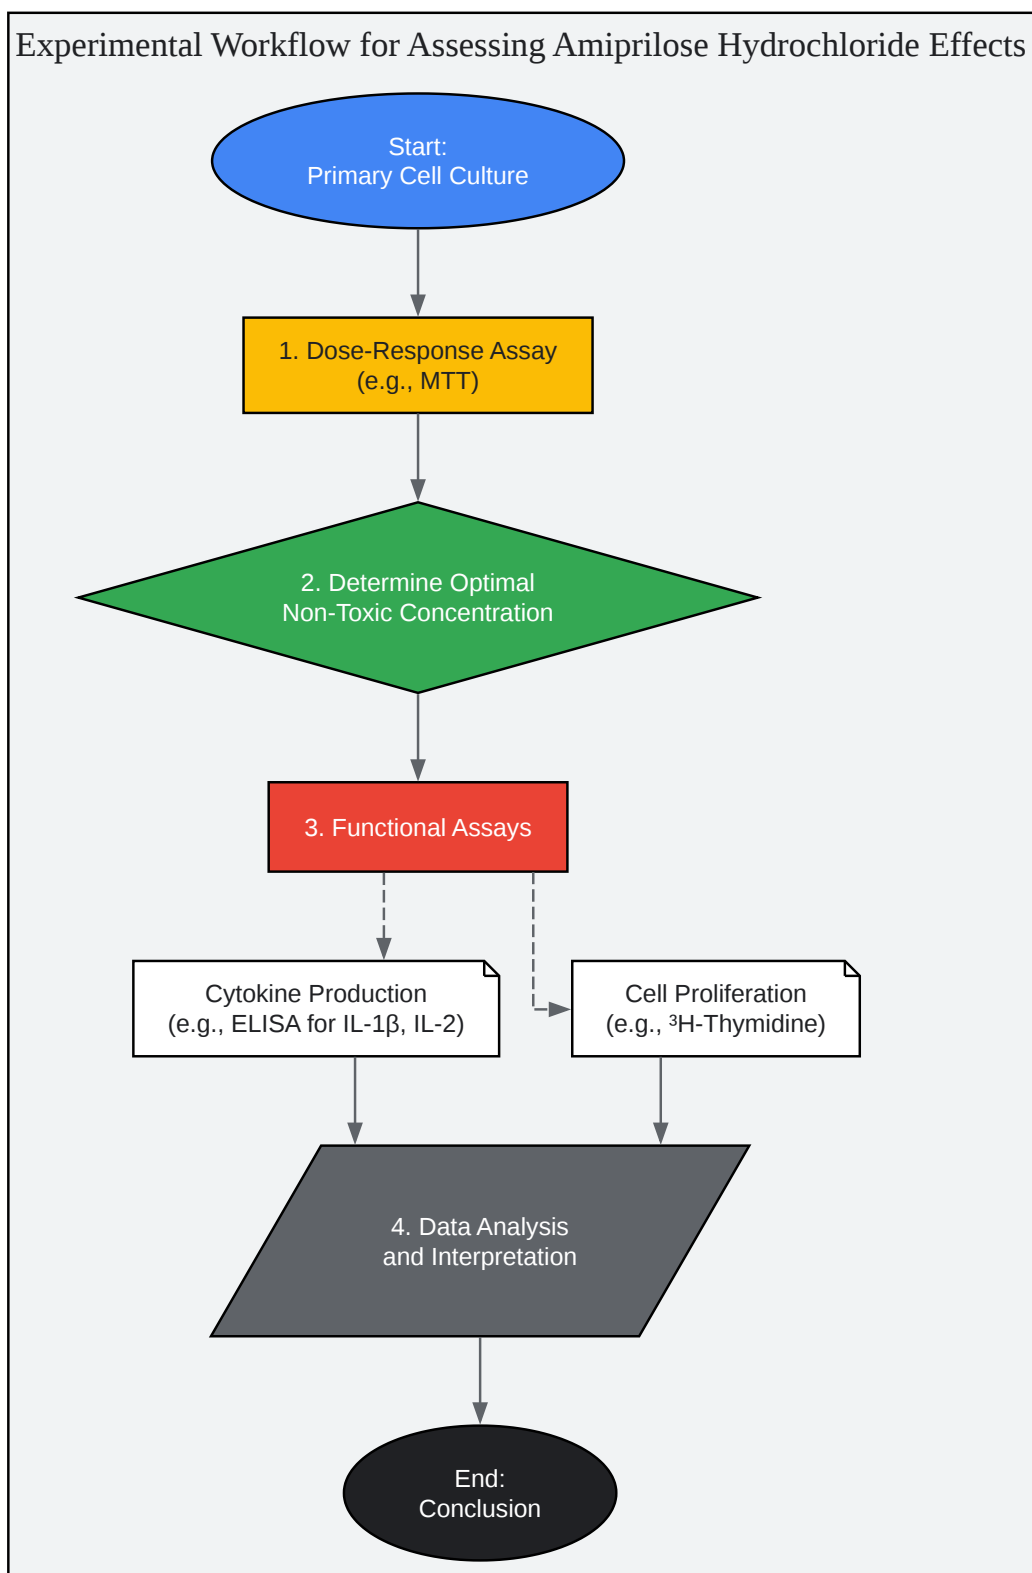 Experimental Workflow for Assessing Amiprilose Hydrochloride Effects
Start:
Primary Cell Culture
1. Dose-Response Assay
(e.g., MTT)
2. Determine Optimal
Non-Toxic Concentration
3. Functional Assays
Cytokine Production
(e.g., ELISA for IL-1β, IL-2)
Cell Proliferation
(e.g., ³H-Thymidine)
4. Data Analysis
and Interpretation
End:
Conclusion